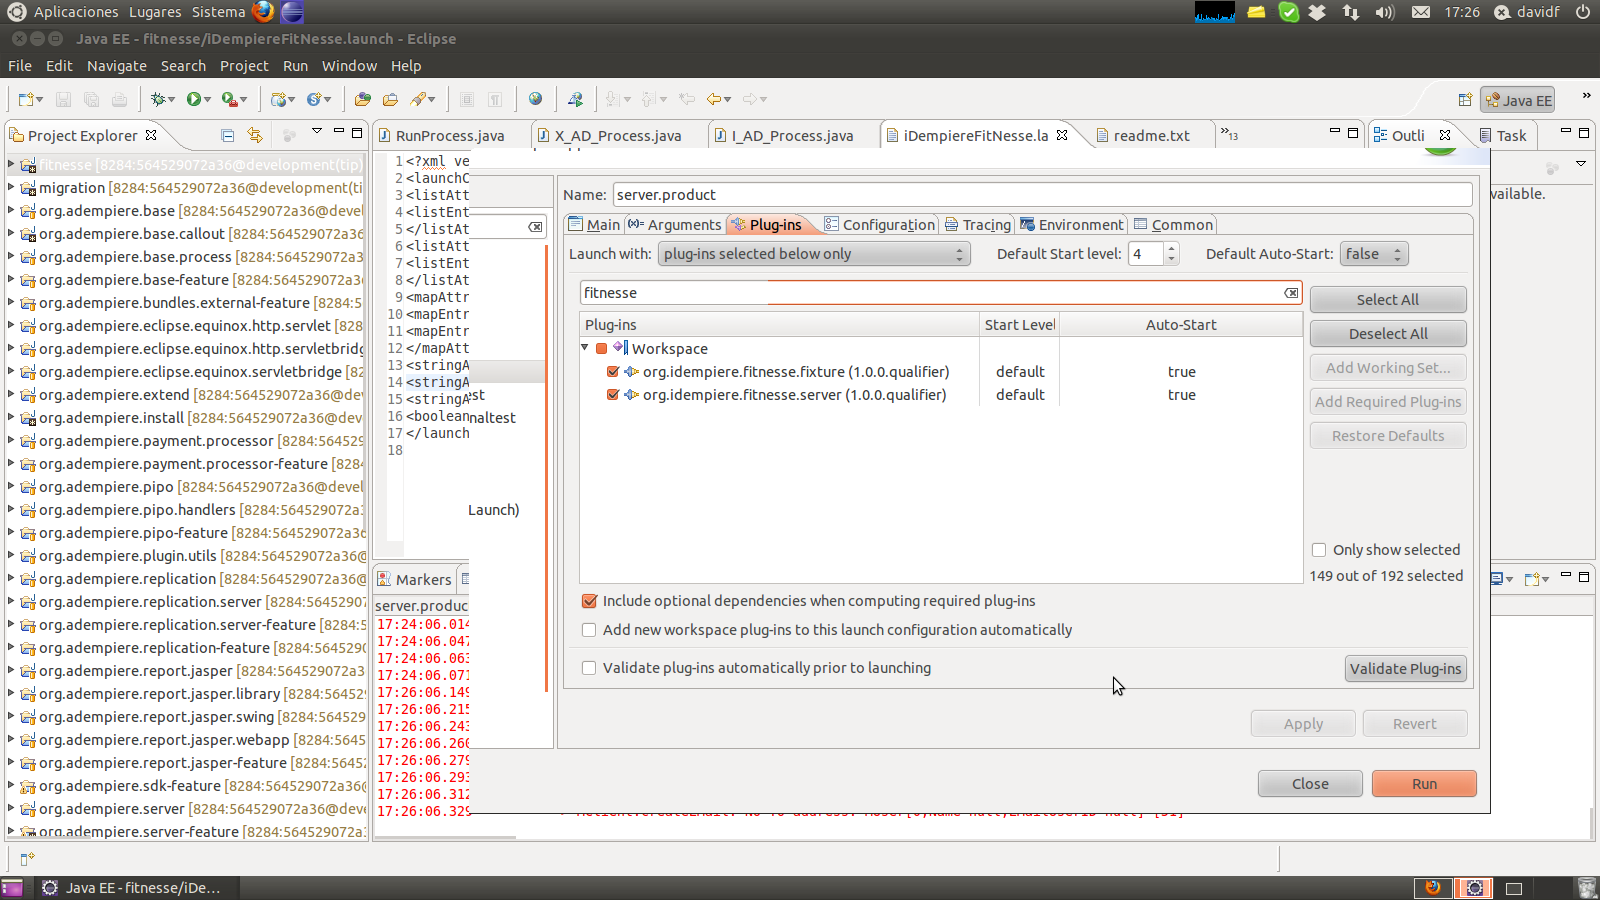 Aplicaciones Lugares Sistema
17:26 davidf
Java EE - fitnesse/iDempiereFitNesse.launch - Eclipse
File Edit Navigate Search Project Run Window Help
Java EE
Project Explorer
RunProcess.java
X_AD_Process.java
I_AD_Process.java
iDempiereFitNesse.la
readme.txt
»13
Outli
Task
fitnesse [8284:564529072a36@development(tip)
migration [8284:564529072a36@development(ti
org.adempiere.base [8284:564529072a36@devel
org.adempiere.base.callout [8284:564529072a3
org.adempiere.base.process [8284:564529072a3
org.adempiere.base-feature [8284:564529072a3
org.adempiere.bundles.external-feature [8284:
org.adempiere.eclipse.equinox.http.servlet [82
org.adempiere.eclipse.equinox.http.servletbridg
org.adempiere.eclipse.equinox.servletbridge [8
org.adempiere.extend [8284:564529072a36@de
org.adempiere.install [8284:564529072a36@dev
org.adempiere.payment.processor [8284:56452
org.adempiere.payment.processor-feature [828
org.adempiere.pipo [8284:564529072a36@devel
org.adempiere.pipo.handlers [8284:564529072a
org.adempiere.pipo-feature [8284:564529072a3
org.adempiere.plugin.utils [8284:564529072a36
org.adempiere.replication [8284:564529072a36
org.adempiere.replication.server [8284:564529
org.adempiere.replication.server-feature [8284
org.adempiere.replication-feature [8284:56452
org.adempiere.report.jasper [8284:564529072a
org.adempiere.report.jasper.library [8284:5645
org.adempiere.report.jasper.swing [8284:56452
org.adempiere.report.jasper.webapp [8284:564
org.adempiere.report.jasper-feature [8284:564
org.adempiere.sdk-feature [8284:564529072a36
org.adempiere.server [8284:564529072a36@dev
org.adempiere.server-feature [8284:564529072
1 <?xml ve
2 <launchC
3 <listAtt
4 <listEnt
5 </listAt
6 <listAtt
7 <listEnt
8 </listAt
9 <mapAttr
10 <mapEntr
11 <mapEntr
12 </mapAtt
13 <stringA
14 <stringA
15 <stringA
16 <boolean
17 </launch
18
st
naltest
Launch)
vailable.
Name: server.product
Main Arguments Plug-ins Configuration Tracing Environment Common
Launch with: plug-ins selected below only Default Start level: 4 Default Auto-Start: false
fitnesse
Plug-ins Start Level Auto-Start
Workspace
org.idempiere.fitnesse.fixture (1.0.0.qualifier) default true
org.idempiere.fitnesse.server (1.0.0.qualifier) default true
Select All
Deselect All
Add Working Set...
Add Required Plug-ins
Restore Defaults
Only show selected
149 out of 192 selected
Include optional dependencies when computing required plug-ins
Add new workspace plug-ins to this launch configuration automatically
Validate plug-ins automatically prior to launching
Validate Plug-ins
Apply Revert
Close Run
Markers
server.produc
17:24:06.014
17:24:06.047
17:24:06.063
17:24:06.071
17:26:06.149
17:26:06.215
17:26:06.243
17:26:06.260
17:26:06.279
17:26:06.293
17:26:06.312
17:26:06.329
Java EE - fitnesse/iDe...